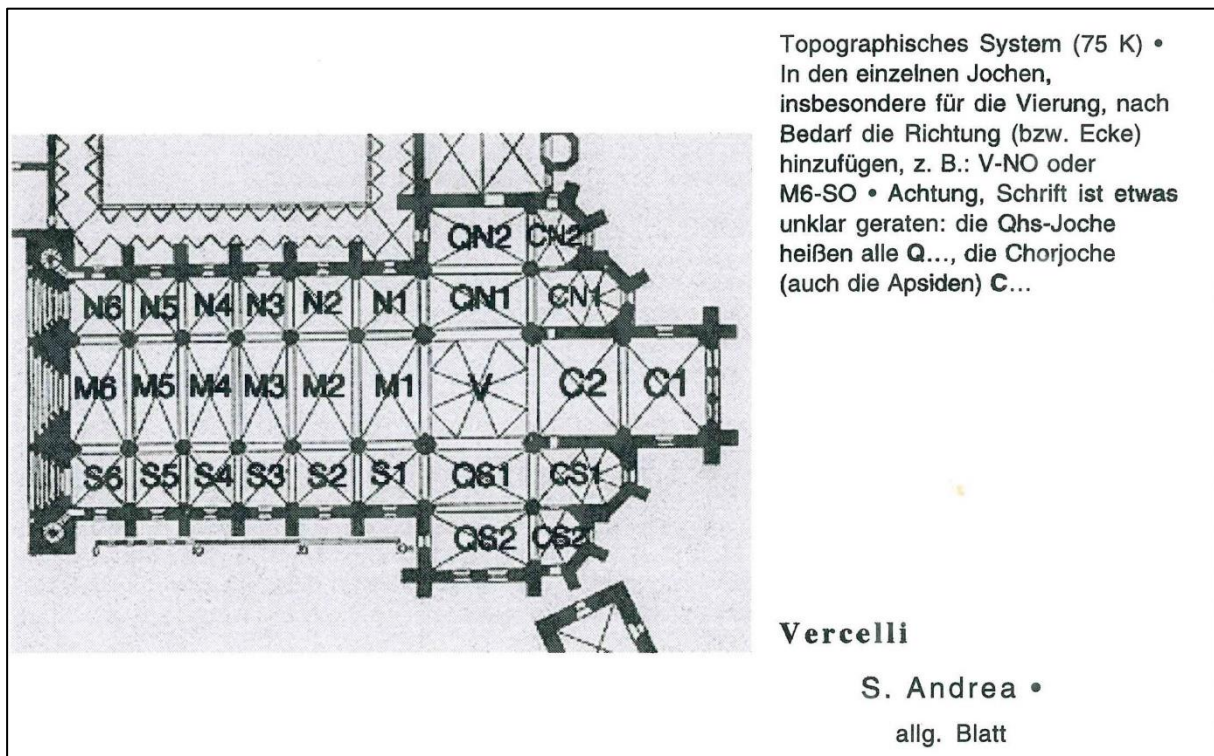 Topographisches System (75 K) •
In den einzelnen Jochen,
insbesondere für die Vierung, nach
Bedarf die Richtung (bzw. Ecke)
hinzufügen, z. B.: V-NO oder
M6-SO • Achtung, Schrift ist etwas
unklar geraten: die Qhs-Joche
heißen alle Q..., die Chorjoche
(auch die Apsiden) C...
QN2 CN2
N6 N5 N4 N3 N2 N1 QN1 CN1
M6 M5 M4 M3 M2 M1 V C2 C1
S6 S5 S4 S3 S2 S1 QS1 CS1
QS2 CS2
Vercelli
S. Andrea •
allg. Blatt